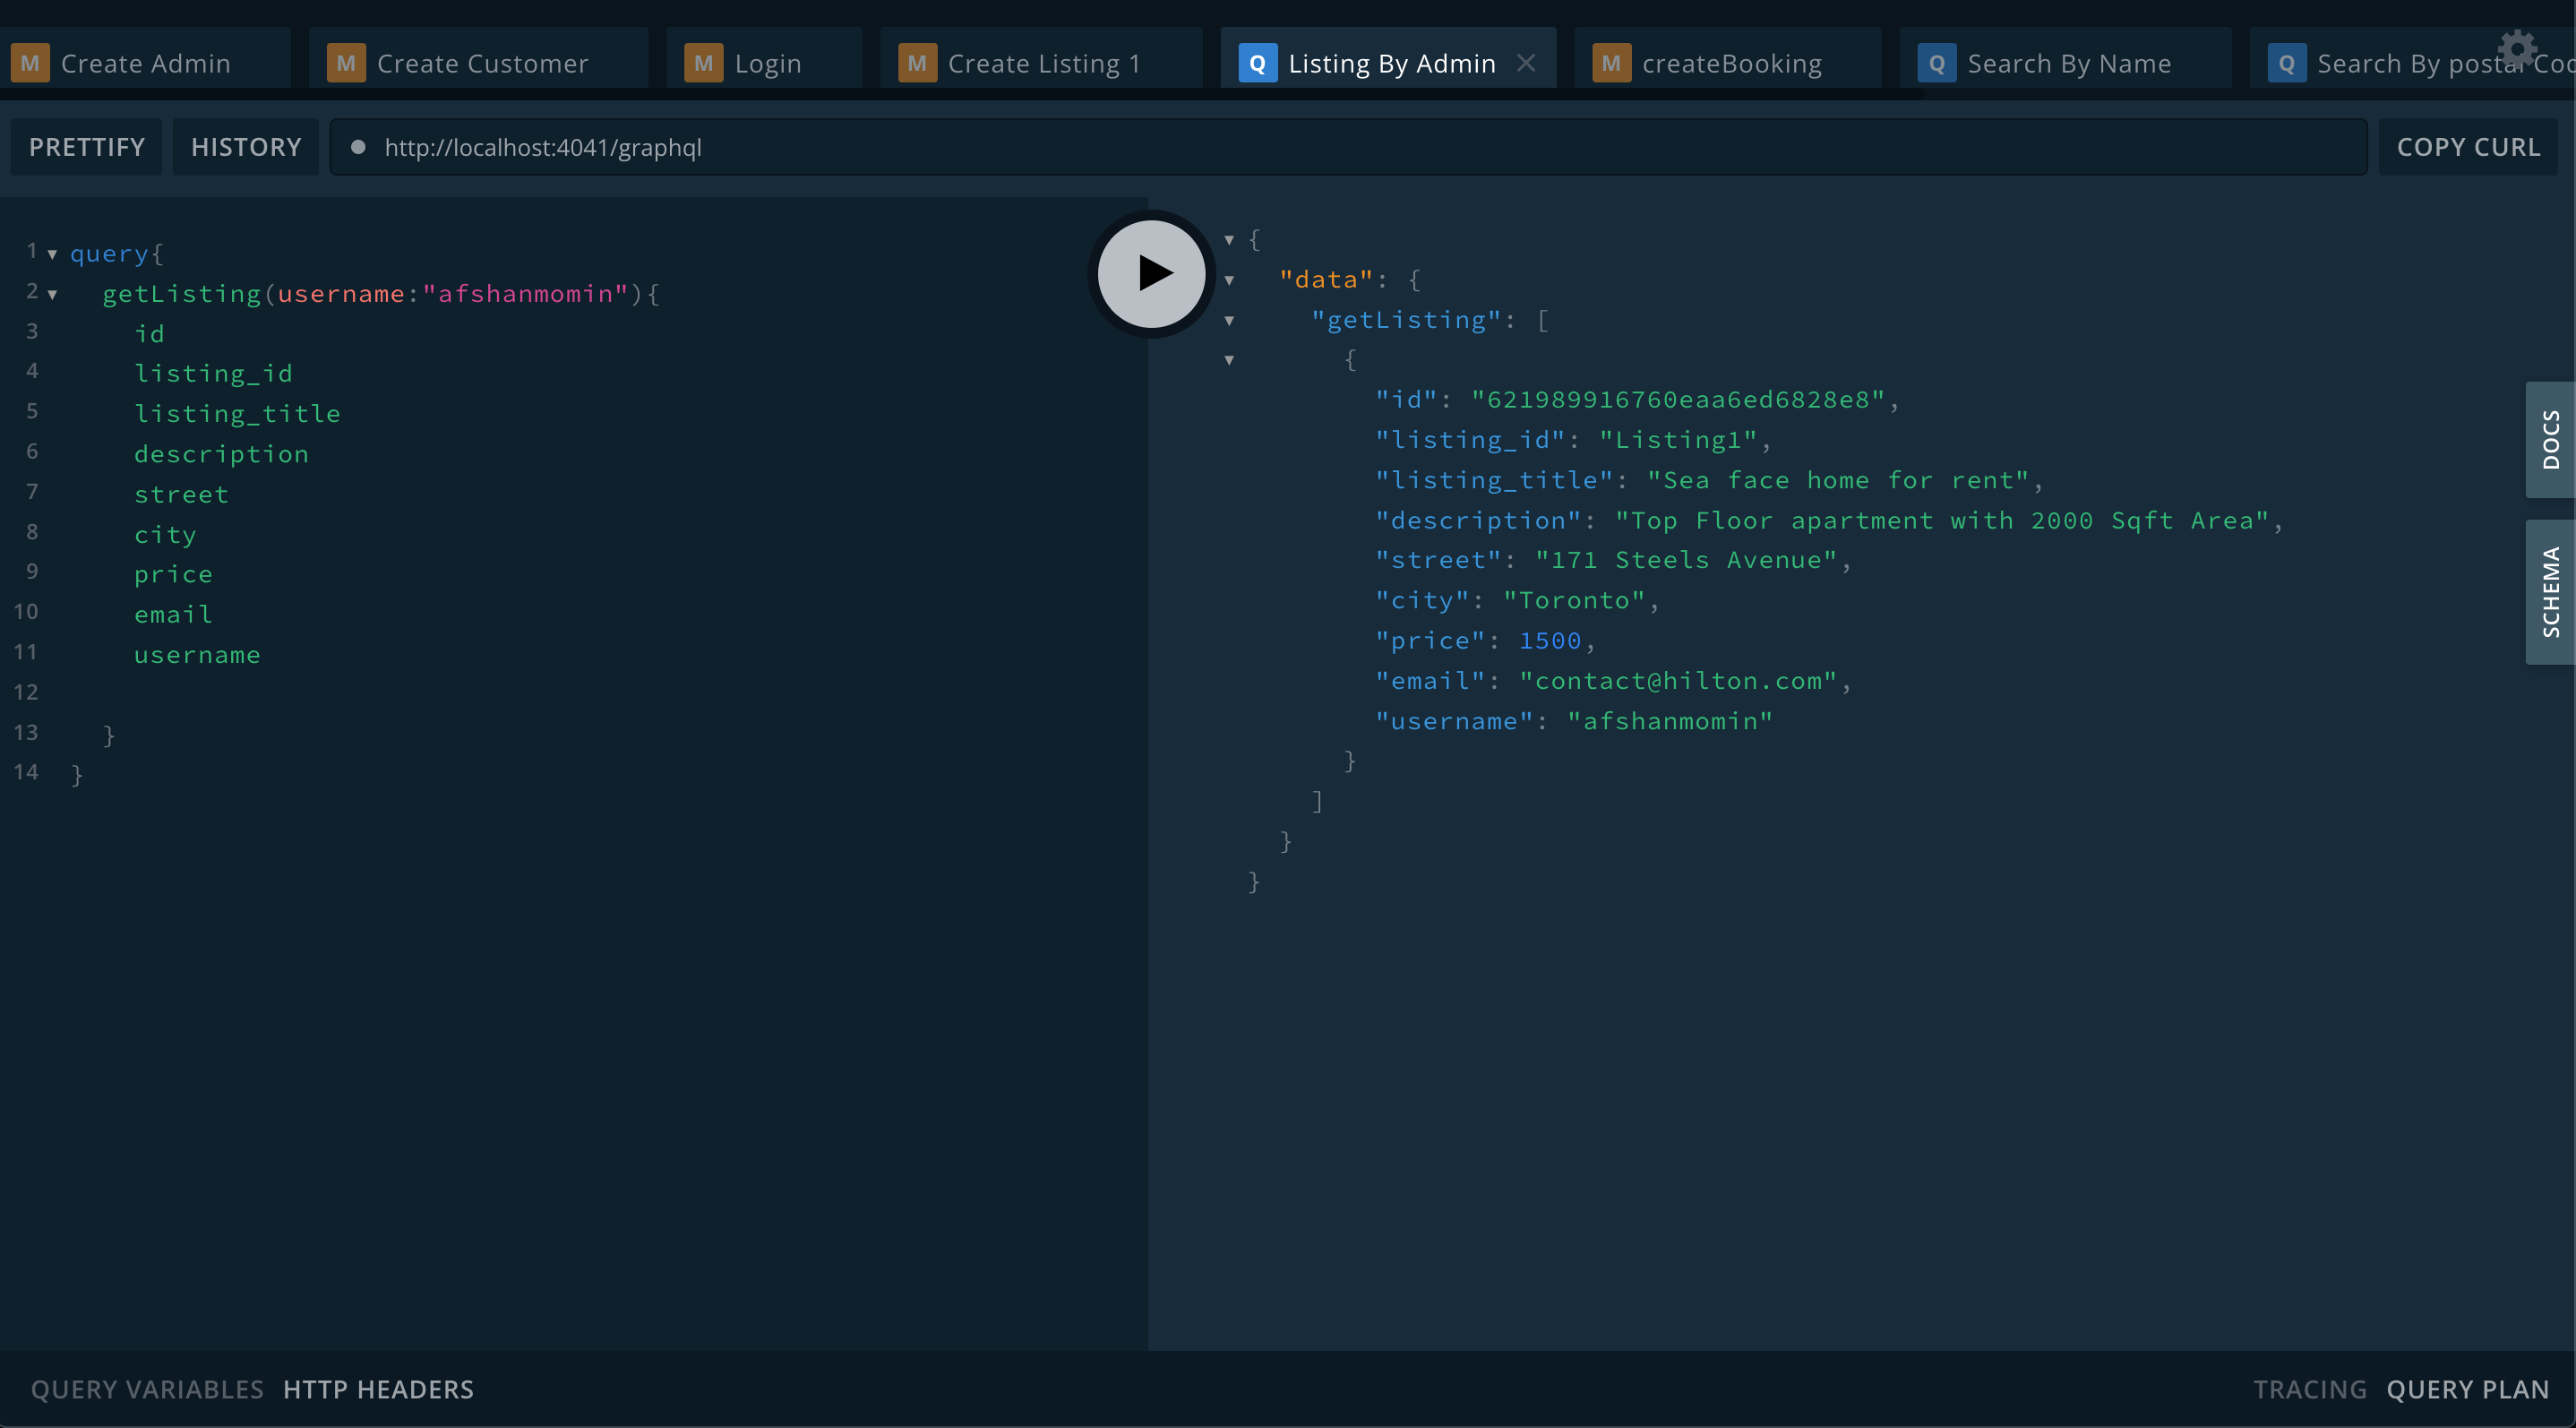 M Create Admin M Create Customer M Login M Create Listing 1 Q Listing By Admin × M createBooking Q Search By Name Q Search By postal
PRETTIFY HISTORY http://localhost:4041/graphql COPY CURL
1 query{
2 getListing(username:"afshanmomin"){
3 id
4 listing_id
5 listing_title
6 description
7 street
8 city
9 price
10 email
11 username
12
13 }
14 }
{
"data": {
"getListing": [
{
"id": "621989916760eaa6ed6828e8",
"listing_id": "Listing1",
"listing_title": "Sea face home for rent",
"description": "Top Floor apartment with 2000 Sqft Area",
"street": "171 Steels Avenue",
"city": "Toronto",
"price": 1500,
"email": "contact@hilton.com",
"username": "afshanmomin"
}
]
}
}
DOCS
SCHEMA
QUERY VARIABLES HTTP HEADERS TRACING QUERY PLAN